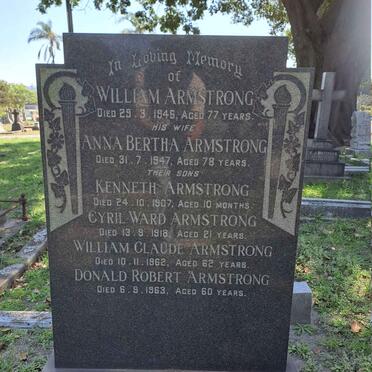 In Loving Memory
of
WILLIAM ARMSTRONG
DIED 25. 3. 1945, AGED 77 YEARS.
HIS WIFE
ANNA BERTHA ARMSTRONG
DIED 31. 7. 1947, AGED 78 YEARS.
THEIR SONS
KENNETH ARMSTRONG
DIED 24. 10. 1907, AGED 10 MONTHS.
CYRIL WARD ARMSTRONG
DIED 13. 9. 1918, AGED 21 YEARS.
WILLIAM CLAUDE ARMSTRONG
DIED 10. 11. 1962, AGED 62 YEARS.
DONALD ROBERT ARMSTRONG
DIED 6. 9. 1963, AGED 60 YEARS.